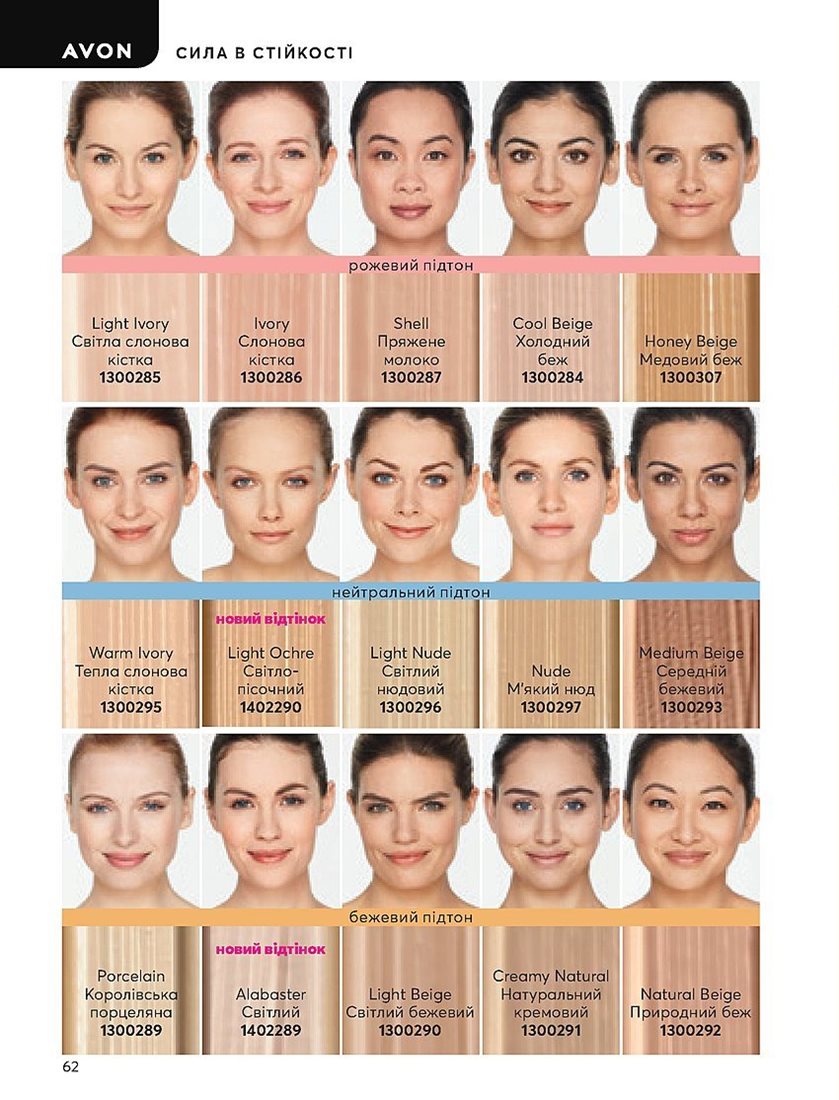 AVON
СИЛА В СТІЙКОСТІ
рожевий підтон
Light Ivory
Світла слонова
кістка
1300285
Ivory
Слонова
кістка
1300286
Shell
Пряжене
молоко
1300287
Cool Beige
Холодний
беж
1300284
Honey Beige
Медовий беж
1300307
нейтральний підтон
Warm Ivory
Тепла слонова
кістка
1300295
новий відтінок
Light Ochre
Світло-
пісочний
1402290
Light Nude
Світлий
нюдовий
1300296
Nude
М'який нюд
1300297
Medium Beige
Середній
бежевий
1300293
бежевий підтон
Porcelain
Королівська
порцеляна
1300289
новий відтінок
Alabaster
Світлий
1402289
Light Beige
Світлий бежевий
1300290
Creamy Natural
Натуральний
кремовий
1300291
Natural Beige
Природний беж
1300292
62